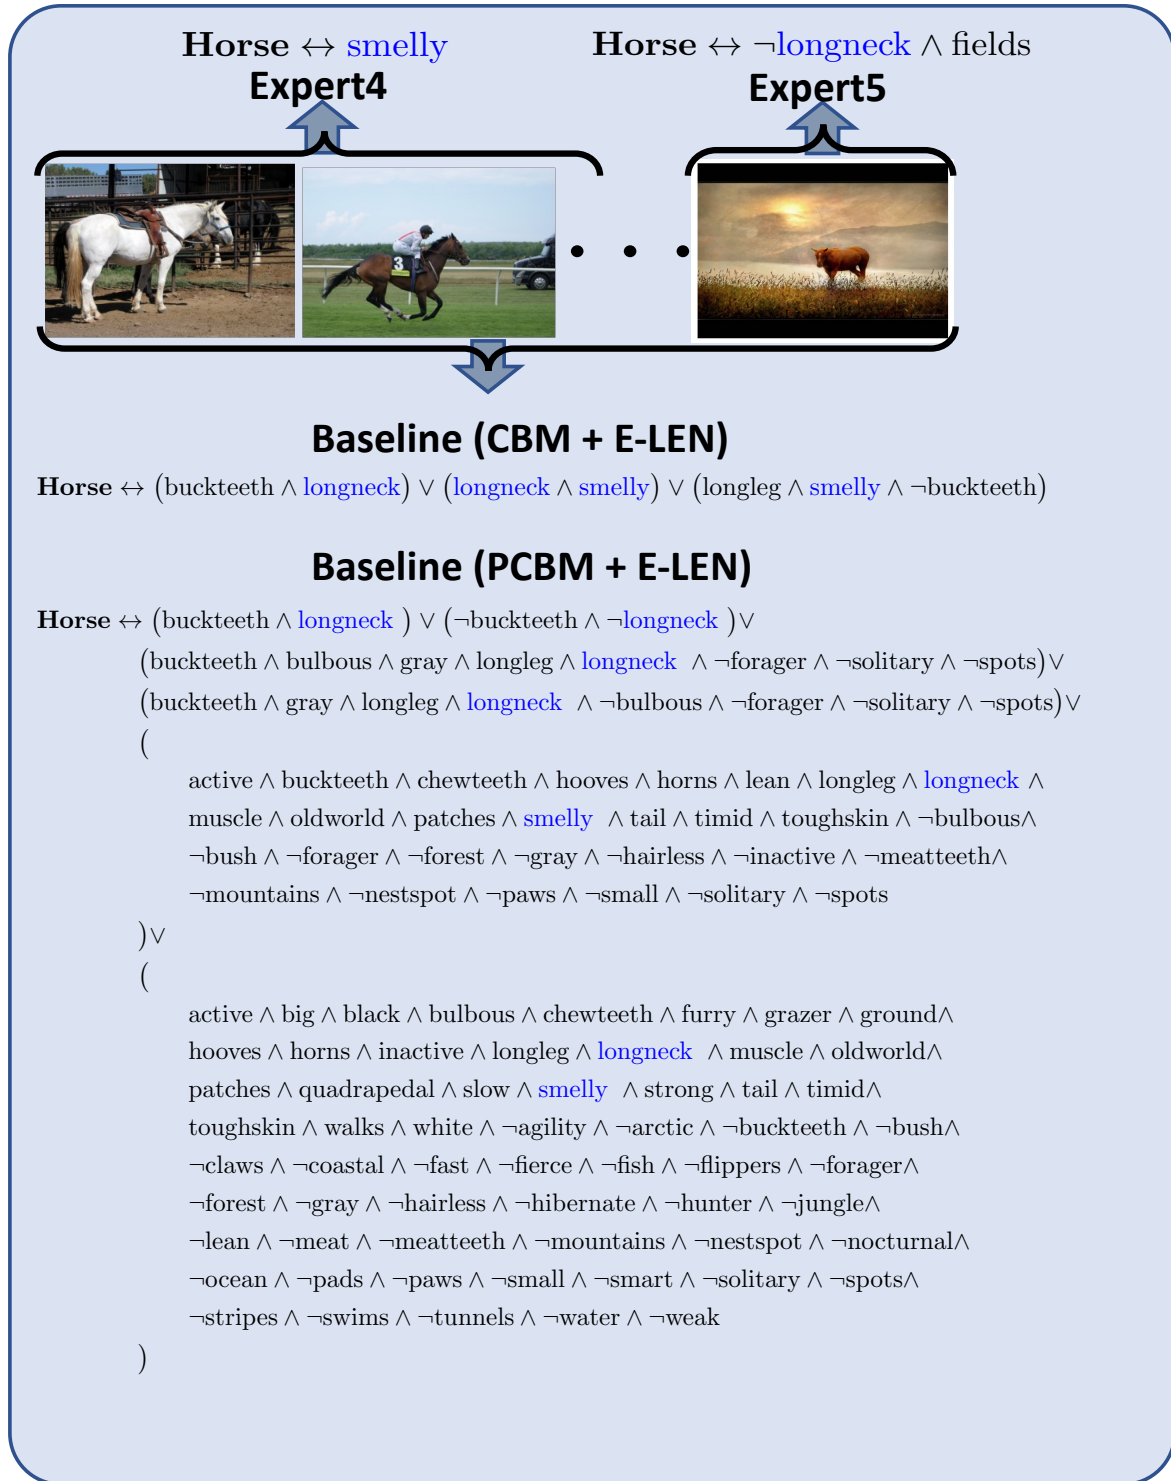 Horse ↔ smelly
Expert4
Horse ↔ ¬longneck ∧ fields
Expert5
3
Baseline (CBM + E-LEN)
Horse ↔ (buckteeth ∧ longneck) ∨ (longneck ∧ smelly) ∨ (longleg ∧ smelly ∧ ¬buckteeth)
Baseline (PCBM + E-LEN)
Horse ↔ (buckteeth ∧ longneck ) ∨ (¬buckteeth ∧ ¬longneck )∨
(buckteeth ∧ bulbous ∧ gray ∧ longleg ∧ longneck ∧ ¬forager ∧ ¬solitary ∧ ¬spots)∨
(buckteeth ∧ gray ∧ longleg ∧ longneck ∧ ¬bulbous ∧ ¬forager ∧ ¬solitary ∧ ¬spots)∨
(
active ∧ buckteeth ∧ chewteeth ∧ hooves ∧ horns ∧ lean ∧ longleg ∧ longneck ∧
muscle ∧ oldworld ∧ patches ∧ smelly ∧ tail ∧ timid ∧ toughskin ∧ ¬bulbous∧
¬bush ∧ ¬forager ∧ ¬forest ∧ ¬gray ∧ ¬hairless ∧ ¬inactive ∧ ¬meatteeth∧
¬mountains ∧ ¬nestspot ∧ ¬paws ∧ ¬small ∧ ¬solitary ∧ ¬spots
)∨
(
active ∧ big ∧ black ∧ bulbous ∧ chewteeth ∧ furry ∧ grazer ∧ ground∧
hooves ∧ horns ∧ inactive ∧ longleg ∧ longneck ∧ muscle ∧ oldworld∧
patches ∧ quadrapedal ∧ slow ∧ smelly ∧ strong ∧ tail ∧ timid∧
toughskin ∧ walks ∧ white ∧ ¬agility ∧ ¬arctic ∧ ¬buckteeth ∧ ¬bush∧
¬claws ∧ ¬coastal ∧ ¬fast ∧ ¬fierce ∧ ¬fish ∧ ¬flippers ∧ ¬forager∧
¬forest ∧ ¬gray ∧ ¬hairless ∧ ¬hibernate ∧ ¬hunter ∧ ¬jungle∧
¬lean ∧ ¬meat ∧ ¬meatteeth ∧ ¬mountains ∧ ¬nestspot ∧ ¬nocturnal∧
¬ocean ∧ ¬pads ∧ ¬paws ∧ ¬small ∧ ¬smart ∧ ¬solitary ∧ ¬spots∧
¬stripes ∧ ¬swims ∧ ¬tunnels ∧ ¬water ∧ ¬weak
)